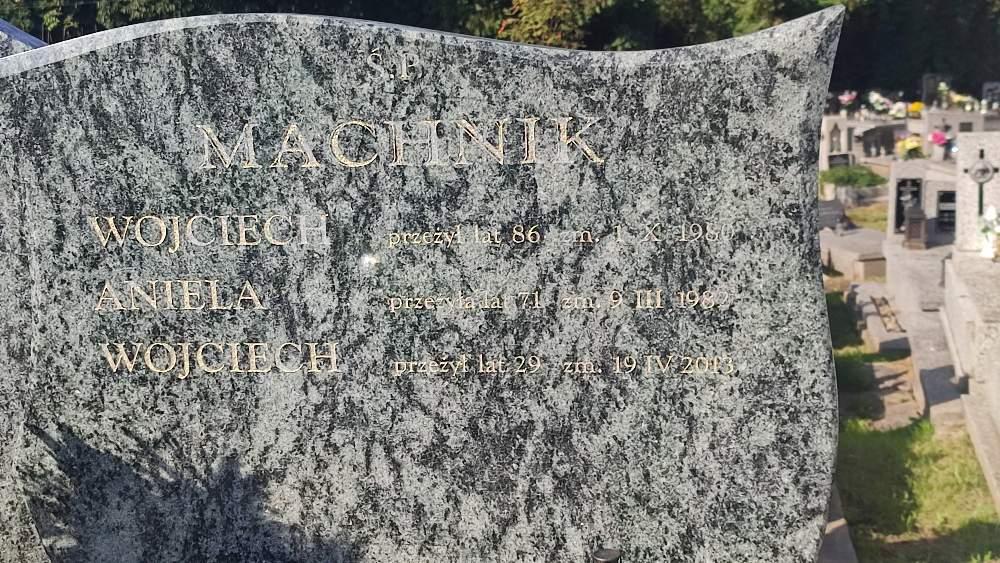 Ś.P.
MACHNIK
WOJCIECH przeżył lat 86 zm. 1 X 1980
ANIELA przeżyła lat 71 zm. 9 III 1982
WOJCIECH przeżył lat 29 zm. 19 IV 2013